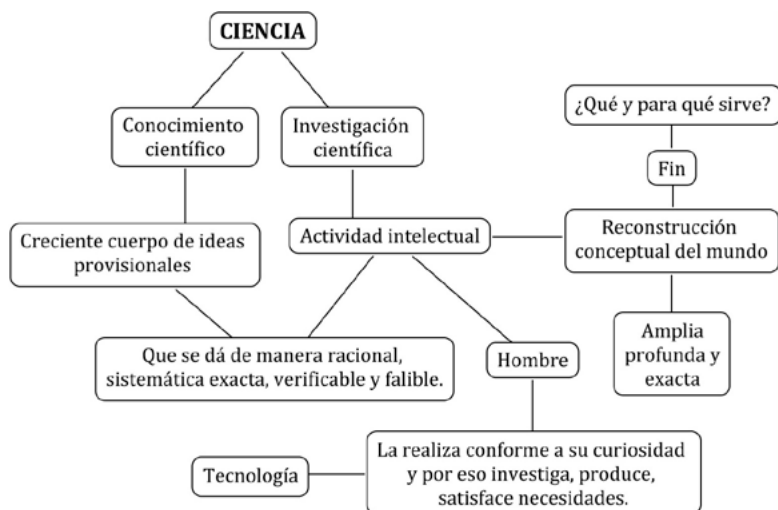 CIENCIA
¿Qué y para qué sirve?
Conocimiento
científico
Investigación
científica
Fin
Creciente cuerpo de ideas
provisionales
Actividad intelectual
Reconstrucción
conceptual del mundo
Que se dá de manera racional,
sistemática exacta, verificable y falible.
Hombre
Amplia
profunda y
exacta
Tecnología
La realiza conforme a su curiosidad
y por eso investiga, produce,
satisface necesidades.